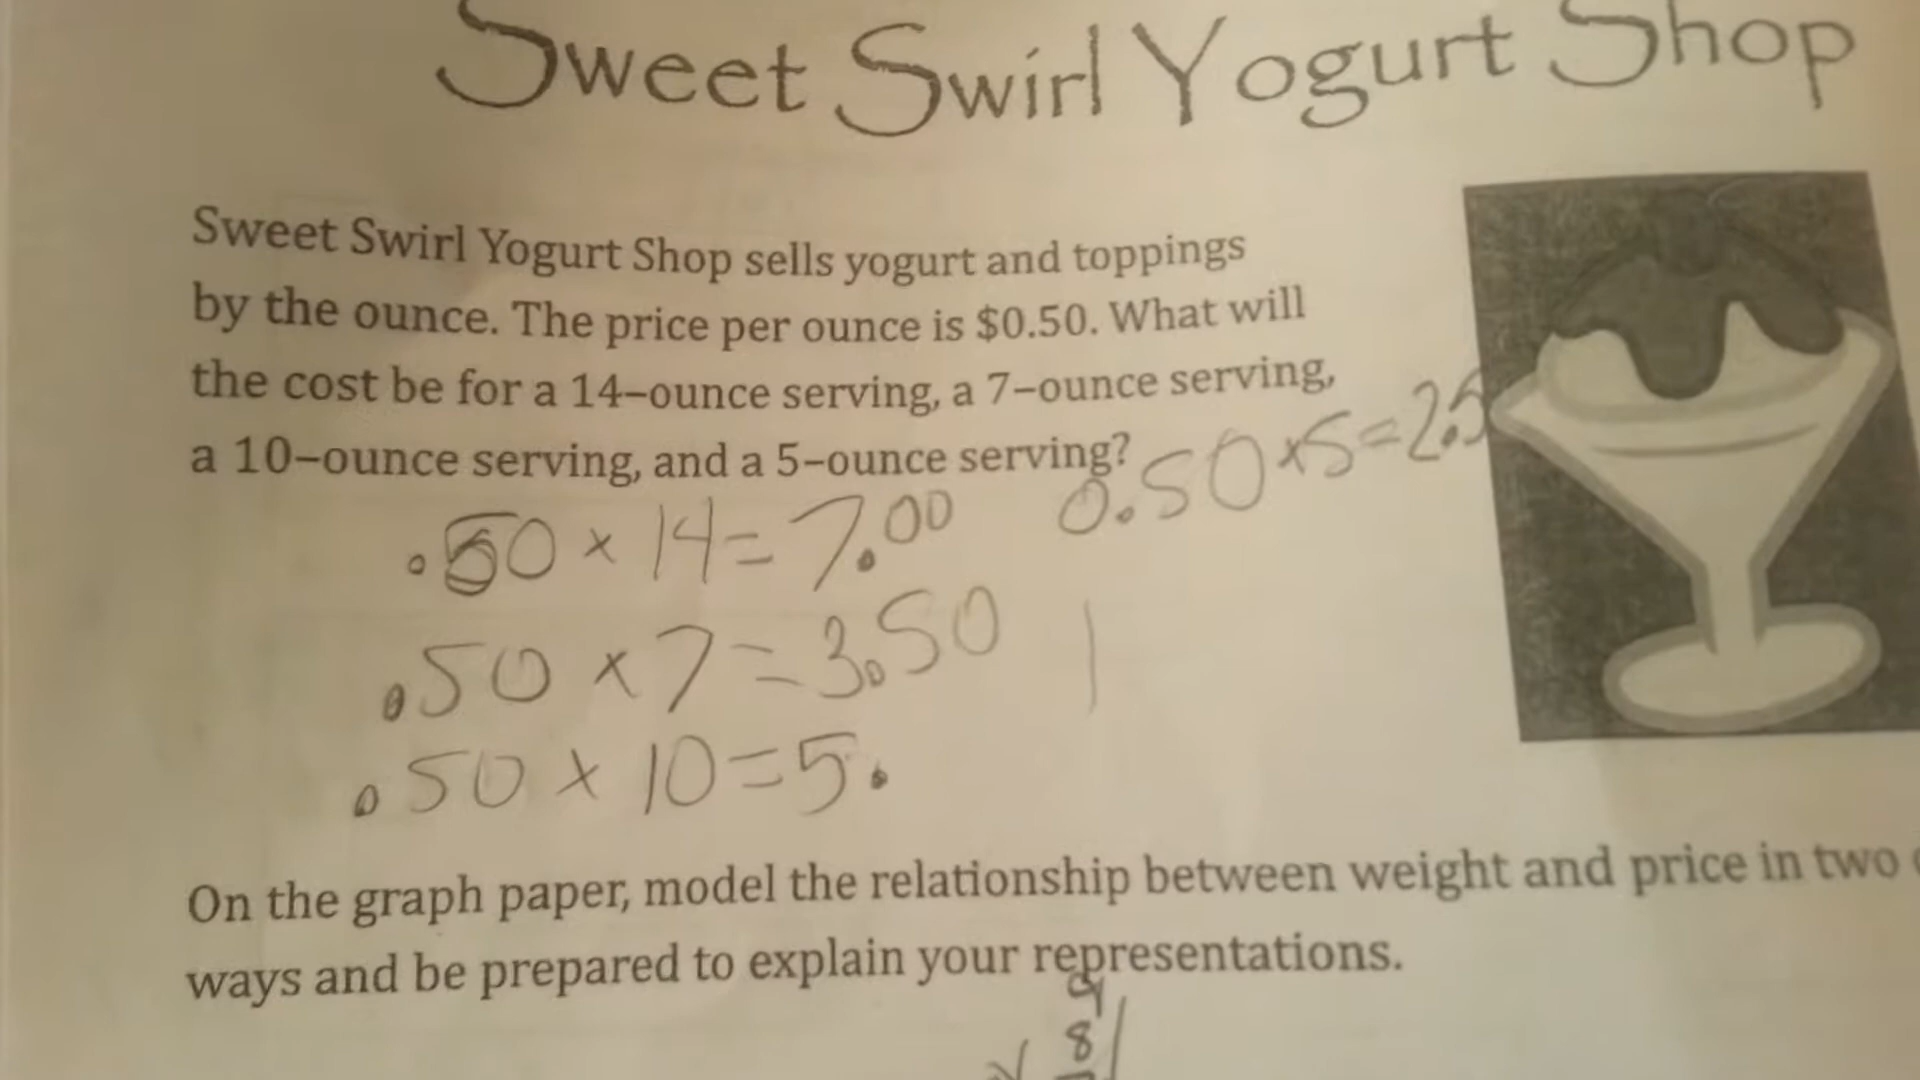 Sweet Swirl Yogurt Shop
Sweet Swirl Yogurt Shop sells yogurt and toppings
by the ounce. The price per ounce is $0.50. What will
the cost be for a 14-ounce serving, a 7-ounce serving,
a 10-ounce serving, and a 5-ounce serving?
0.50 x 5 = 2.5
.50 x 14 = 7.00
.50 x 7 = 3.50
.50 x 10 = 5.
On the graph paper, model the relationship between weight and price in two
ways and be prepared to explain your representations.
8